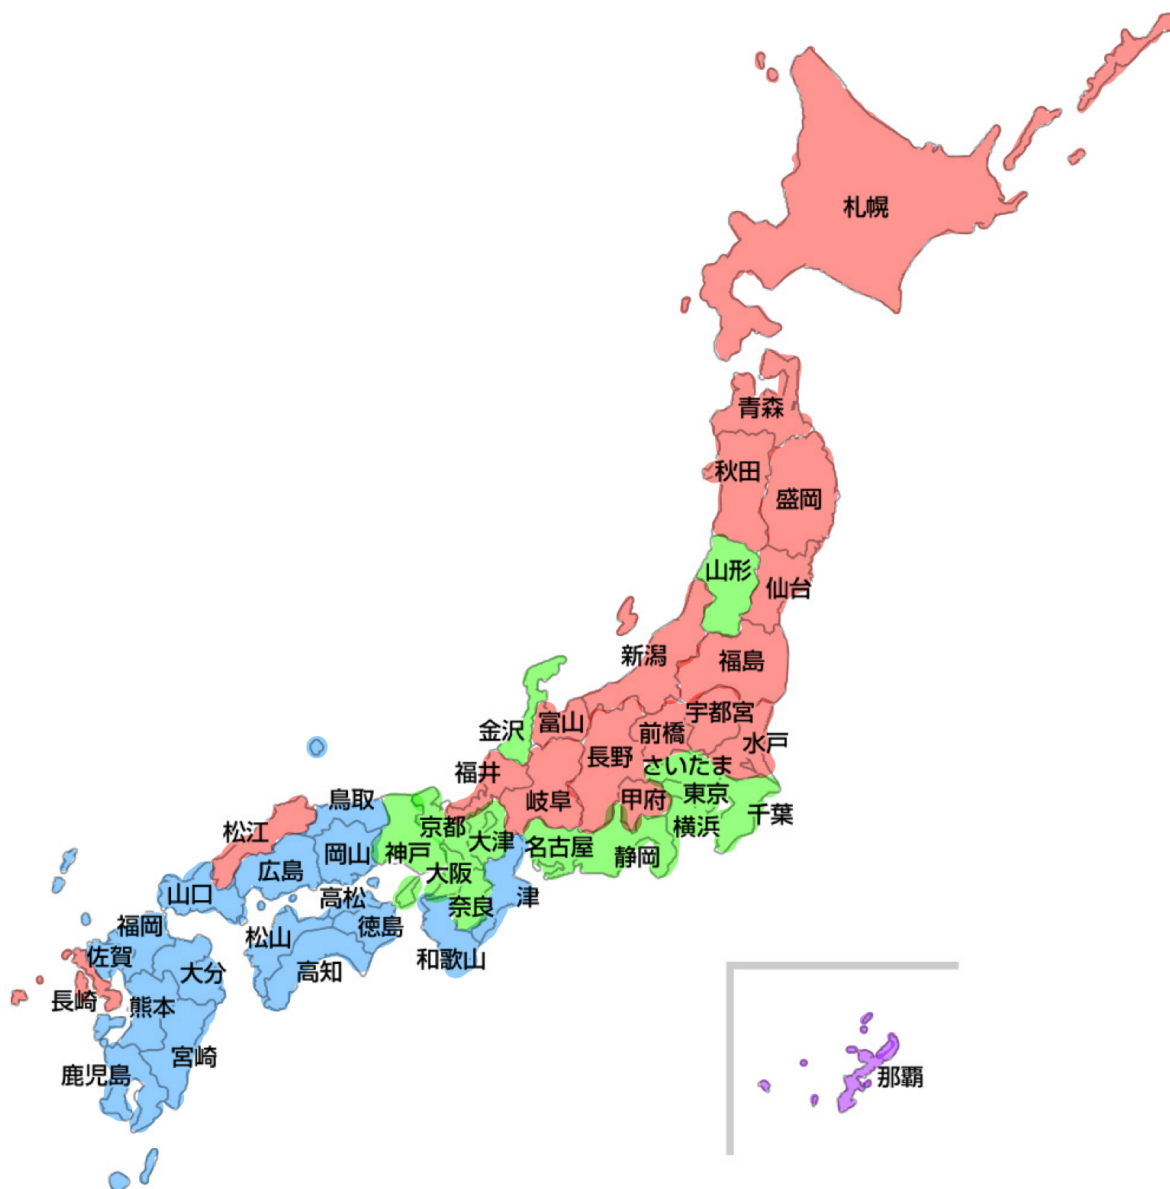 札幌
青森
秋田
盛岡
山形
仙台
新潟
福島
宇都宮
金沢
富山
前橋
水戸
長野
さいたま
福井
岐阜
甲府
東京
鳥取
千葉
京都
横浜
松江
大津
名古屋
神戸
静岡
岡山
広島
大阪
山口
高松
津
奈良
福岡
徳島
松山
佐賀
和歌山
高知
大分
長崎
熊本
宮崎
鹿児島
那覇